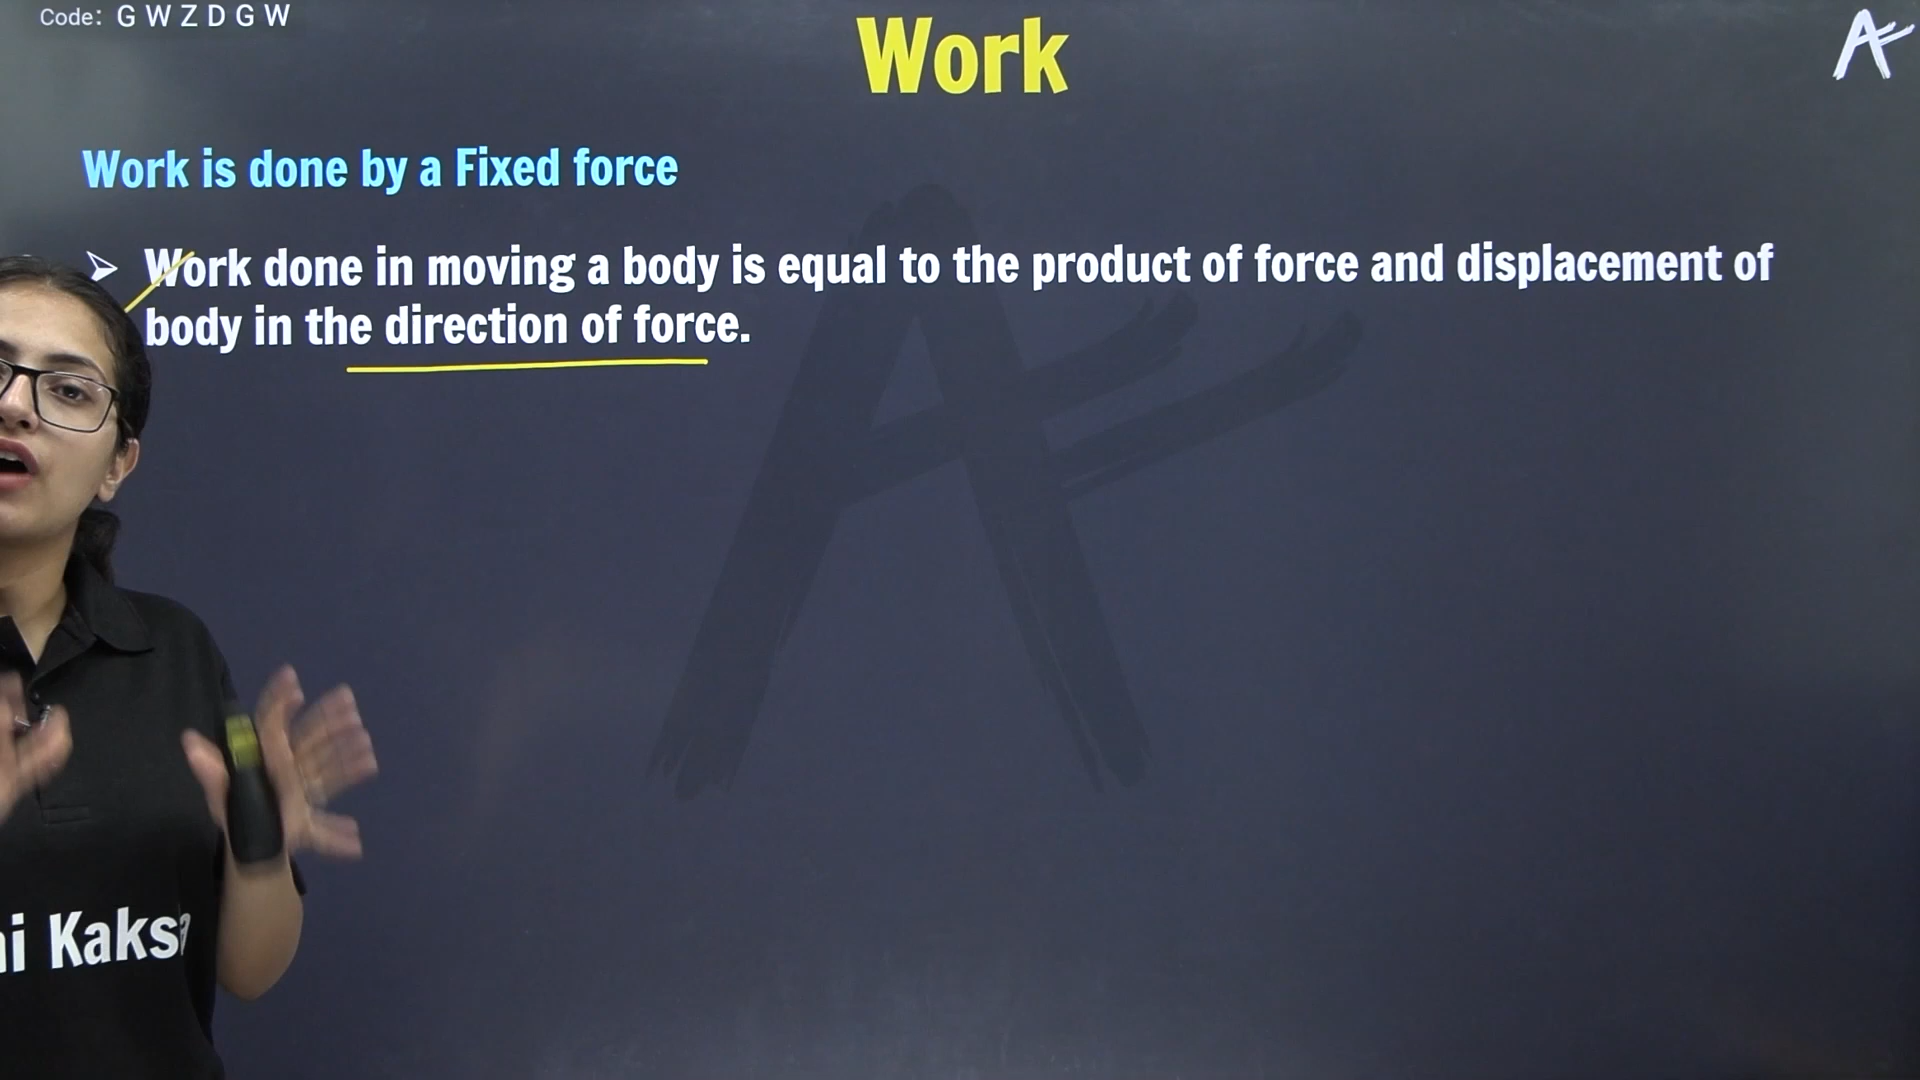 Code: G W Z D G W
Work
Work is done by a Fixed force
Work done in moving a body is equal to the product of force and displacement of
body in the direction of force.